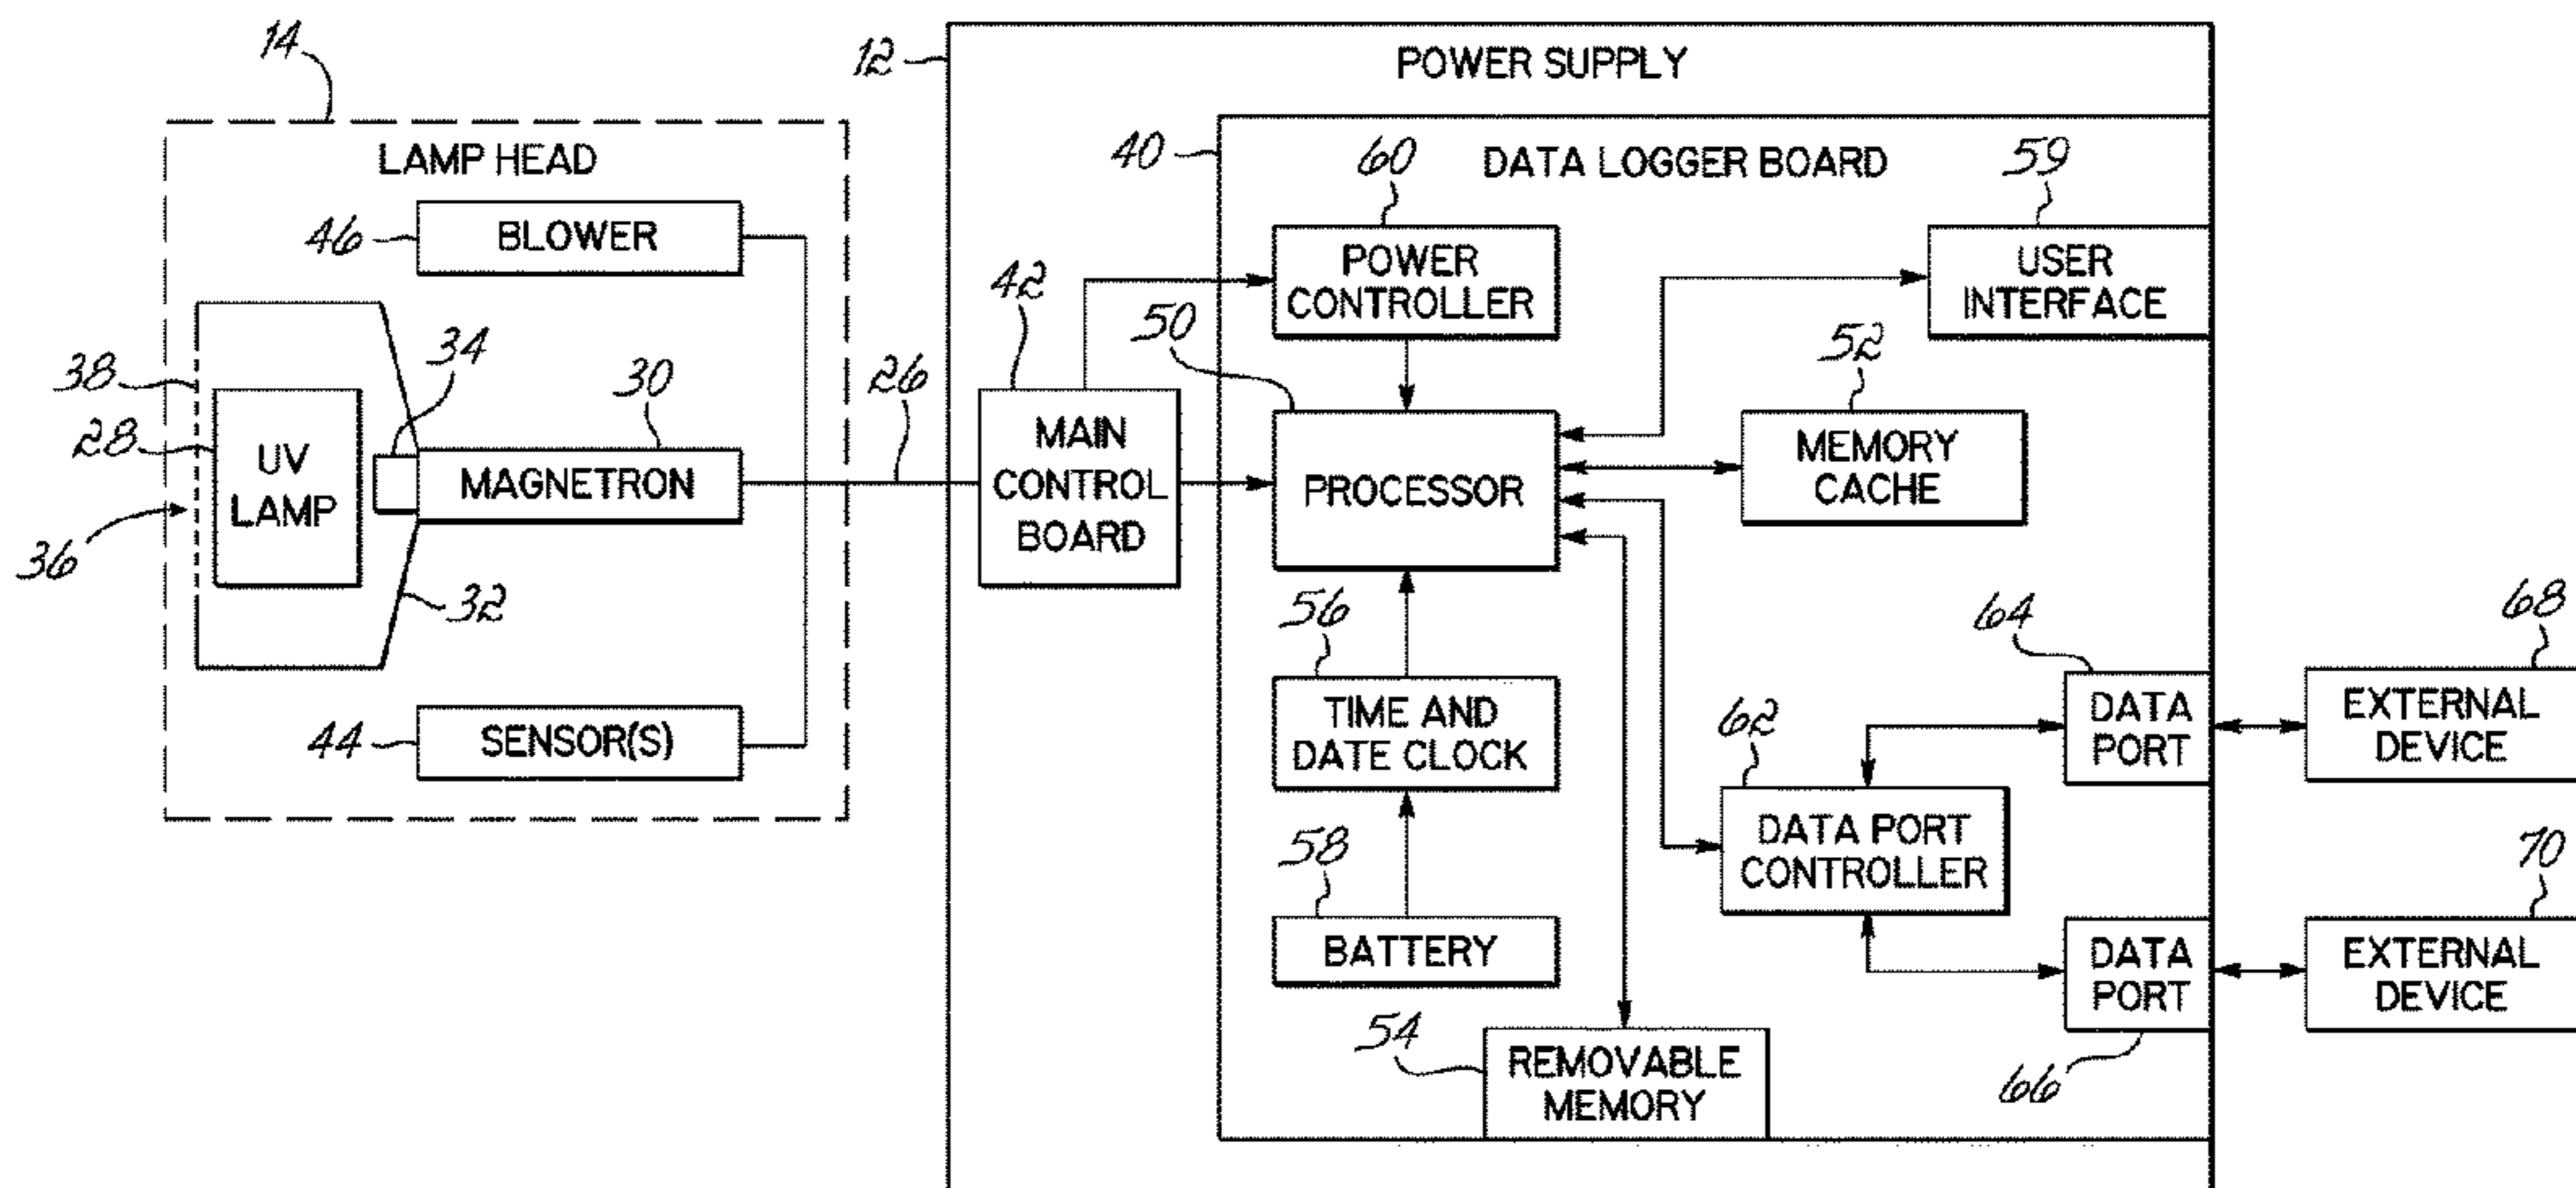 14
12
POWER SUPPLY
LAMP HEAD
40
60
DATA LOGGER BOARD
59
46
BLOWER
POWER
CONTROLLER
USER
INTERFACE
42
50
52
38
34
30
26
28
UV
LAMP
MAGNETRON
MAIN
CONTROL
BOARD
PROCESSOR
MEMORY
CACHE
36
32
56
64
68
44
SENSOR(S)
TIME AND
DATE CLOCK
62
DATA
PORT
EXTERNAL
DEVICE
58
DATA PORT
CONTROLLER
70
BATTERY
DATA
PORT
EXTERNAL
DEVICE
54
REMOVABLE
MEMORY
66